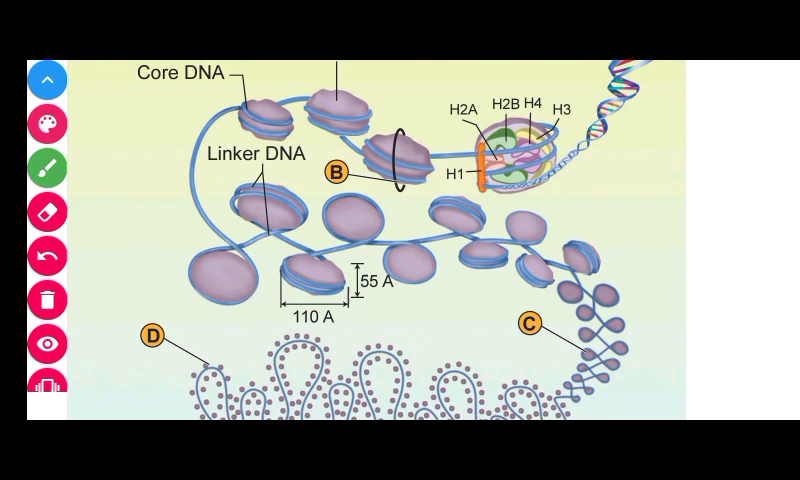 Core DNA
H2A
H2B
H4
H3
Linker DNA
B
H1
55 A
110 A
C
D